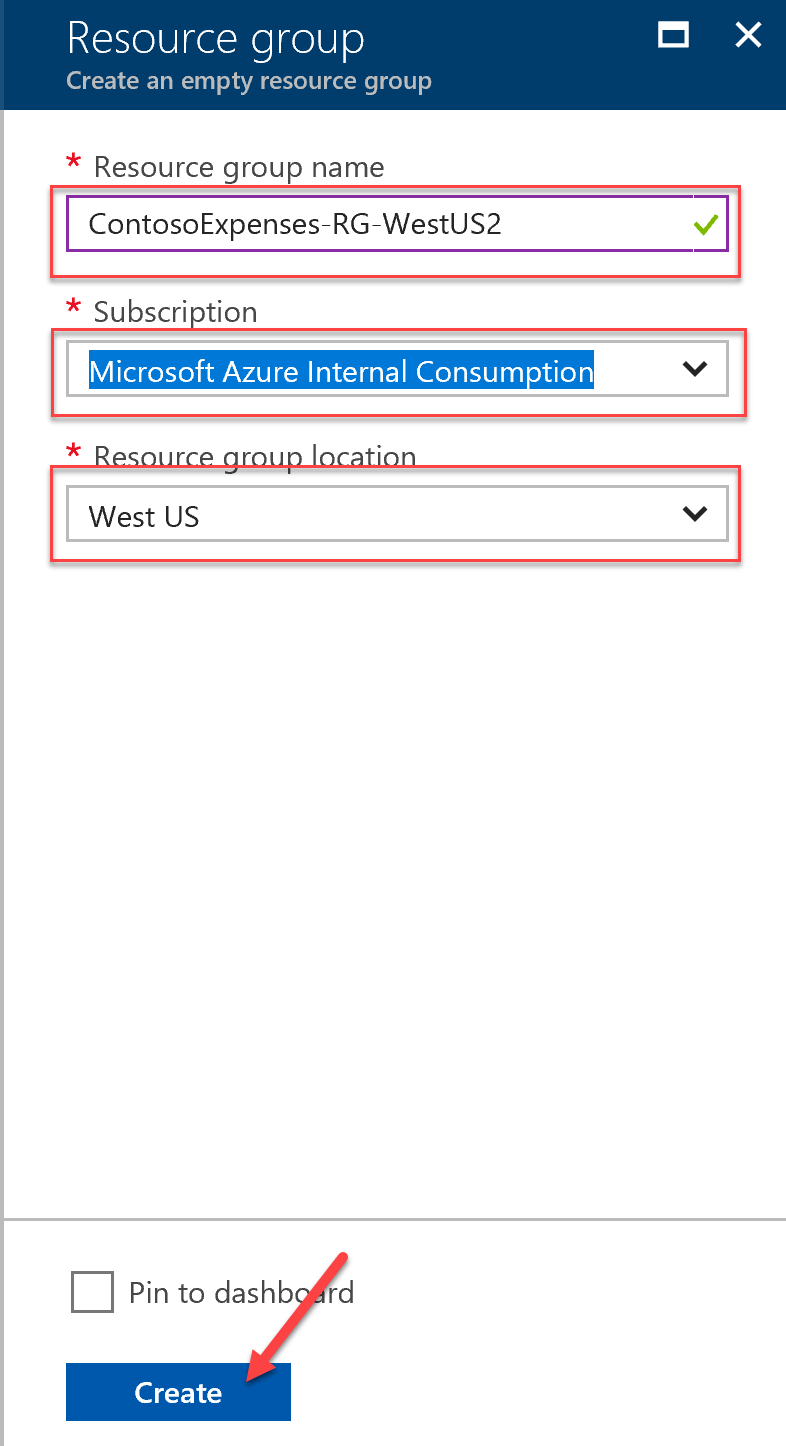 Resource group
Create an empty resource group
* Resource group name
ContosoExpenses-RG-WestUS2
* Subscription
Microsoft Azure Internal Consumption
* Resource group location
West US
Pin to dashboard
Create